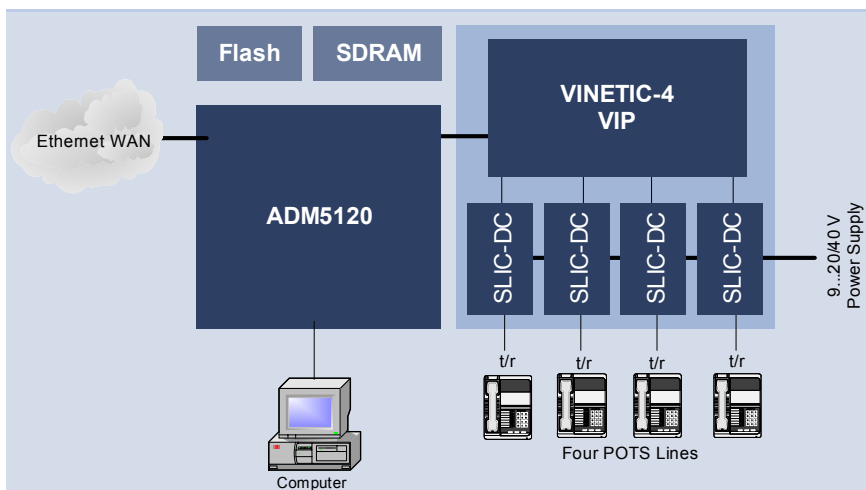 Flash
SDRAM
VINETIC-4
VIP
Ethernet WAN
ADM5120
SLIC-DC
SLIC-DC
SLIC-DC
SLIC-DC
9...20/40 V
Power Supply
t/r
t/r
t/r
t/r
Four POTS Lines
Computer